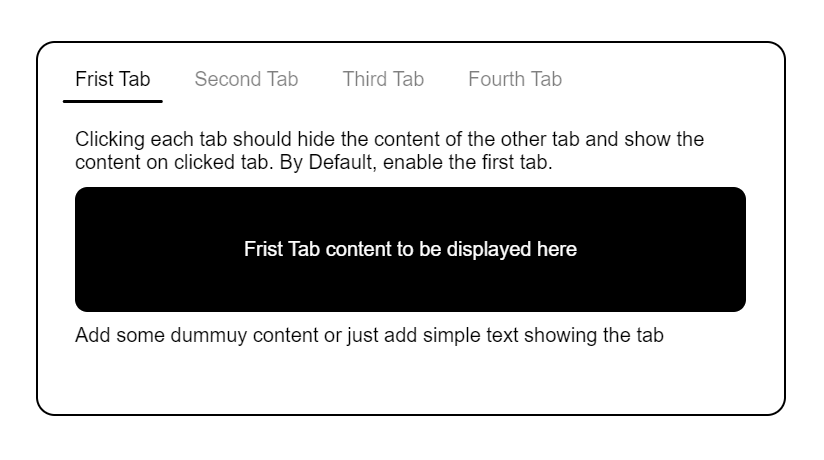 Frist Tab Second Tab Third Tab Fourth Tab
Clicking each tab should hide the content of the other tab and show the
content on clicked tab. By Default, enable the first tab.
Frist Tab content to be displayed here
Add some dummuy content or just add simple text showing the tab